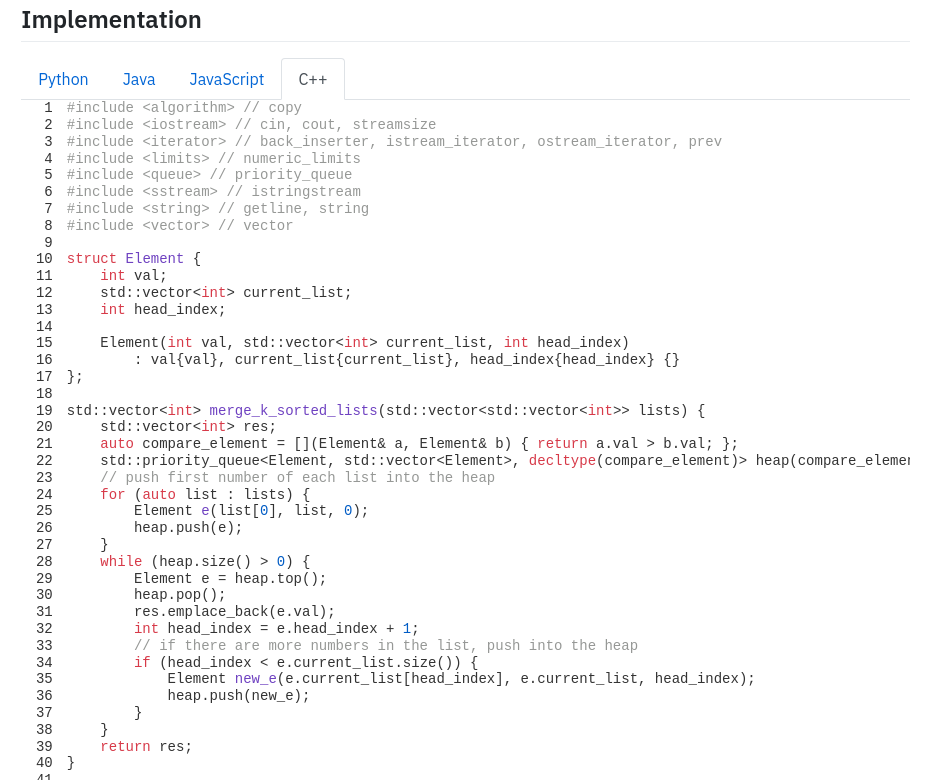 Implementation
Python Java JavaScript C++
1 #include <algorithm> // copy
2 #include <iostream> // cin, cout, streamsize
3 #include <iterator> // back_inserter, istream_iterator, ostream_iterator, prev
4 #include <limits> // numeric_limits
5 #include <queue> // priority_queue
6 #include <sstream> // istringstream
7 #include <string> // getline, string
8 #include <vector> // vector
9
10 struct Element {
11     int val;
12     std::vector<int> current_list;
13     int head_index;
14
15     Element(int val, std::vector<int> current_list, int head_index)
16         : val{val}, current_list{current_list}, head_index{head_index} {}
17 };
18
19 std::vector<int> merge_k_sorted_lists(std::vector<std::vector<int>> lists) {
20     std::vector<int> res;
21     auto compare_element = [](Element& a, Element& b) { return a.val > b.val; };
22     std::priority_queue<Element, std::vector<Element>, decltype(compare_element)> heap(compare_elemen
23     // push first number of each list into the heap
24     for (auto list : lists) {
25         Element e(list[0], list, 0);
26         heap.push(e);
27     }
28     while (heap.size() > 0) {
29         Element e = heap.top();
30         heap.pop();
31         res.emplace_back(e.val);
32         int head_index = e.head_index + 1;
33         // if there are more numbers in the list, push into the heap
34         if (head_index < e.current_list.size()) {
35             Element new_e(e.current_list[head_index], e.current_list, head_index);
36             heap.push(new_e);
37         }
38     }
39     return res;
40 }
41